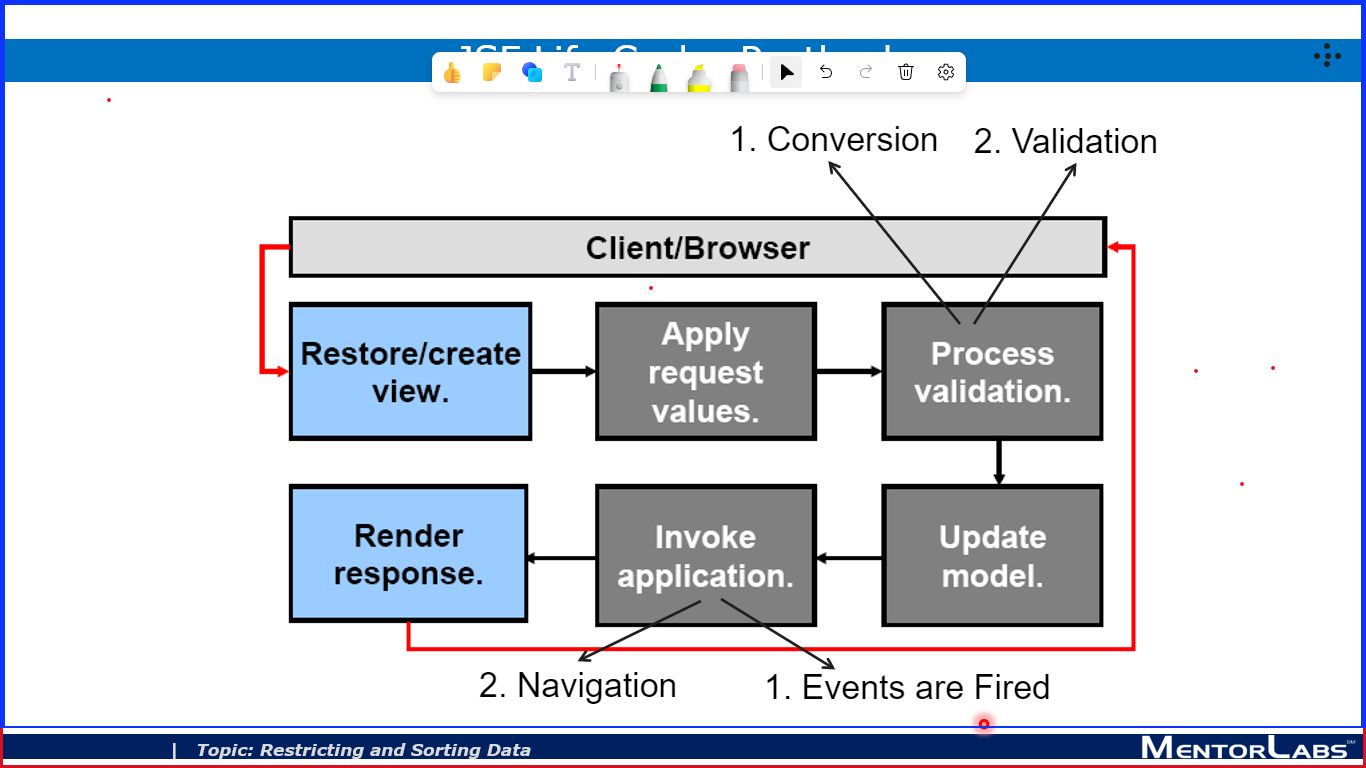 1. Conversion 2. Validation
Client/Browser
Restore/create
view.
Apply
request
values.
Process
validation.
Render
response.
Invoke
application.
Update
model.
2. Navigation
1. Events are Fired
| Topic: Restricting and Sorting Data
MENTORLABS SM